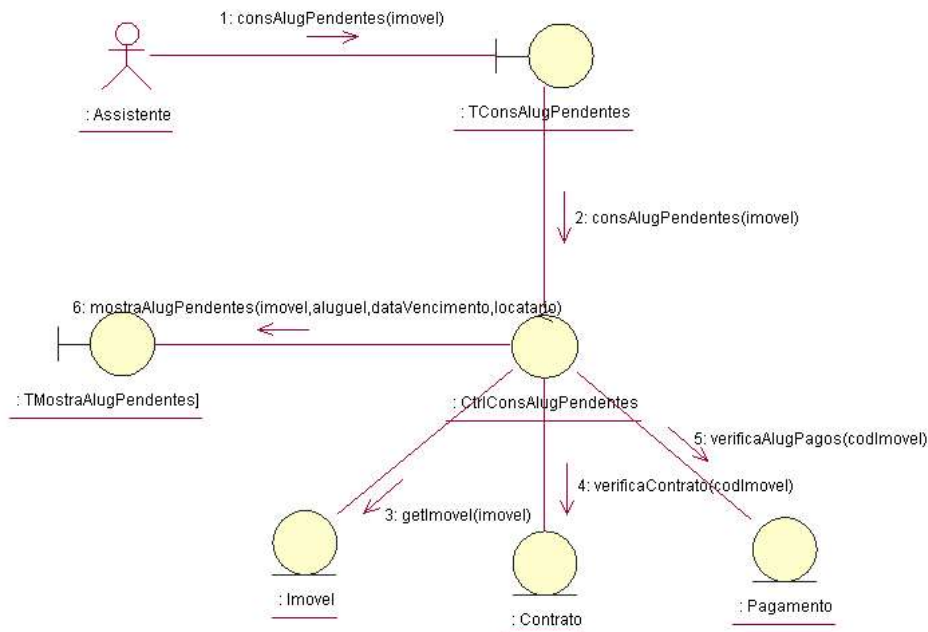 1: consAlugPendentes(imovel)
: Assistente
: TConsAlugPendentes
2: consAlugPendentes(imovel)
6: mostraAlugPendentes(imovel,aluguel,dataVencimento,locatario)
: TMostraAlugPendentes]
: CtrlConsAlugPendentes
5: verificaAlugPagos(codImovel)
4: verificaContrato(codImovel)
3: getImovel(imovel)
: Imovel
: Contrato
: Pagamento